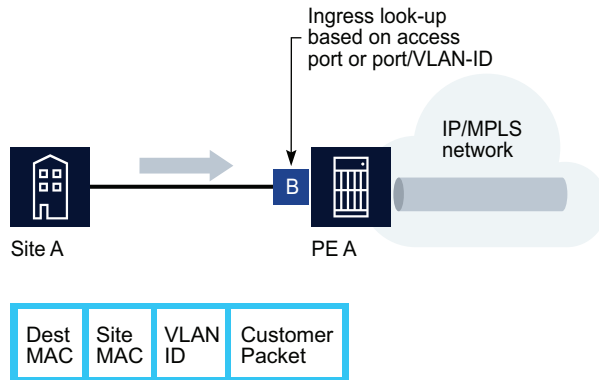 Ingress look-up
based on access
port or port/VLAN-ID
IP/MPLS
network
B
Site A
PE A
Dest
MAC
Site
MAC
VLAN
ID
Customer
Packet